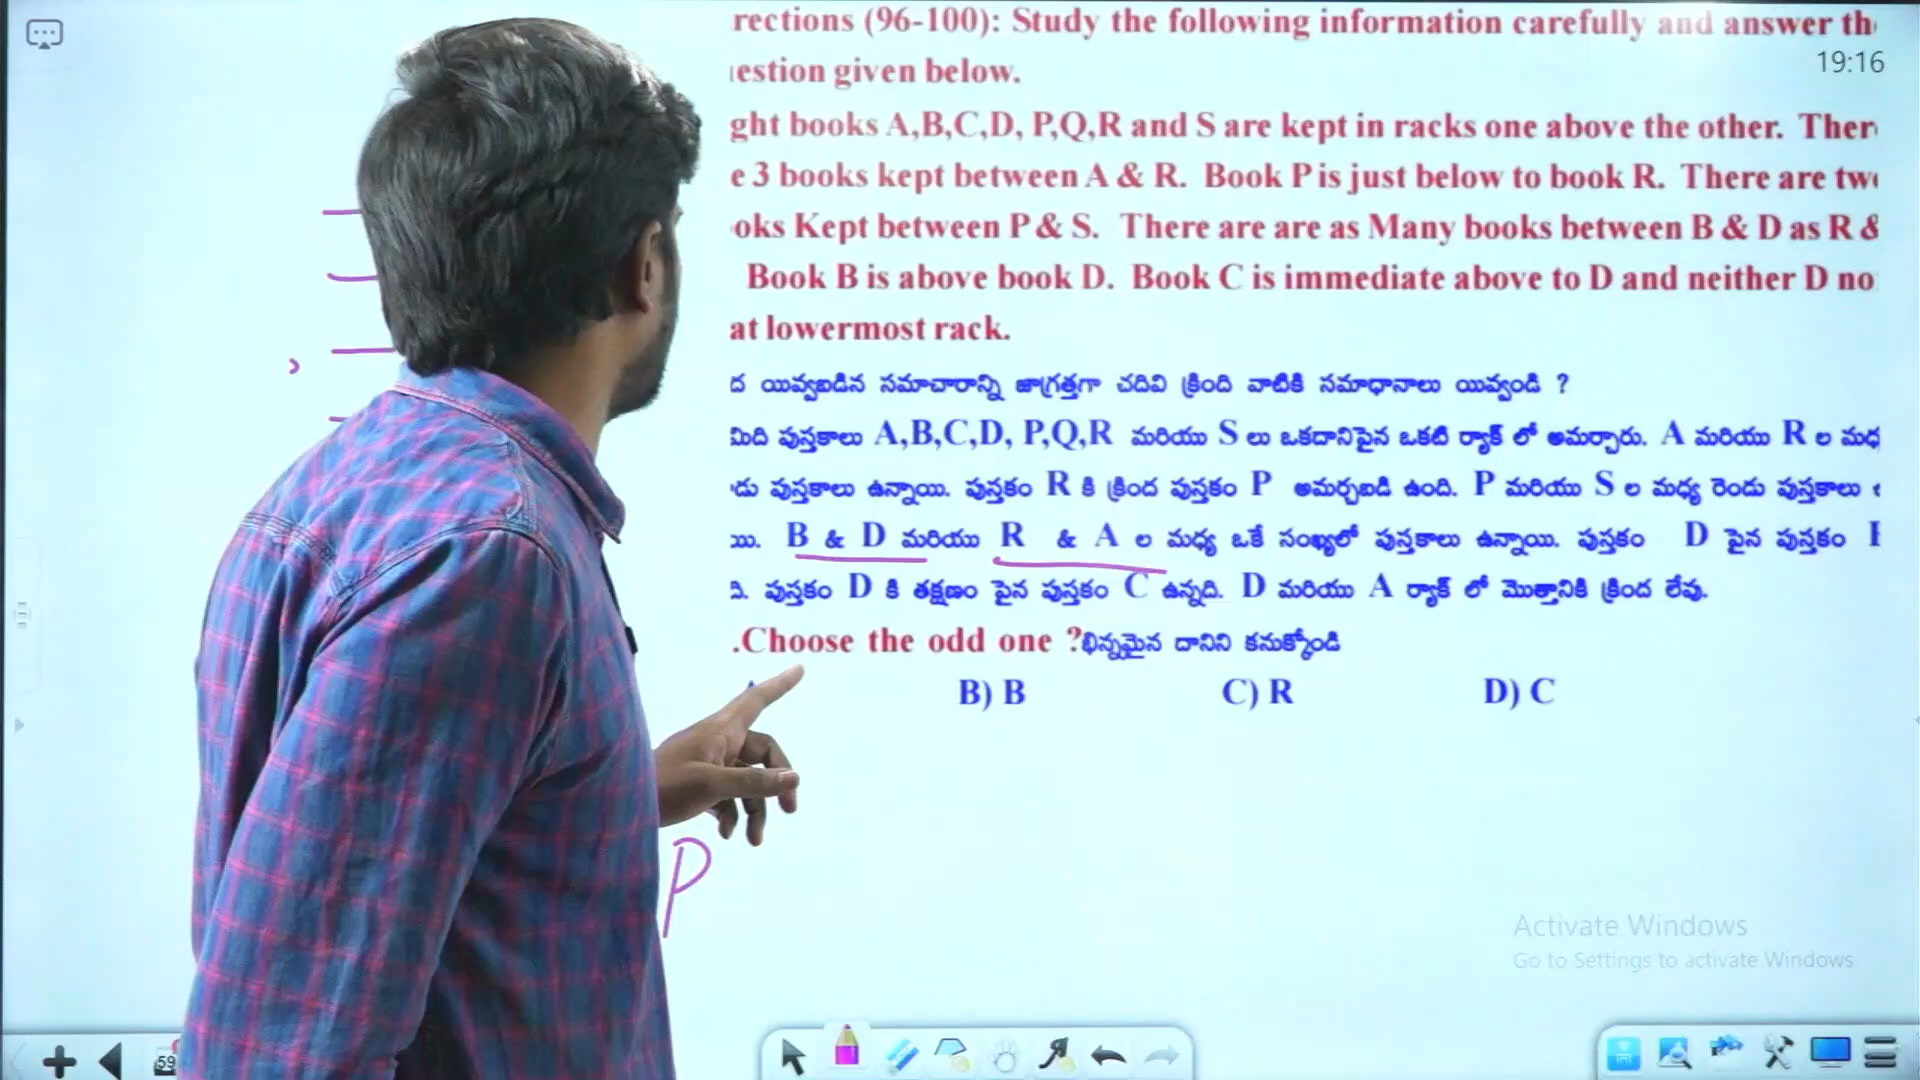 rections (96-100): Study the following information carefully and answer th
estion given below.
ght books A,B,C,D, P,Q,R and S are kept in racks one above the other. Ther
e 3 books kept between A & R. Book P is just below to book R. There are tw
oks Kept between P & S. There are are as Many books between B & D as R &
Book B is above book D. Book C is immediate above to D and neither D no
at lowermost rack.
ద యివ్వబడిన సమాచారాన్ని జాగ్రత్తగా చదివి క్రింది వాటికి సమాధానాలు యివ్వండి ?
మిది పుస్తకాలు A,B,C,D, P,Q,R మరియు S లు ఒకదానిపైన ఒకటి ర్యాక్ లో అమర్చారు. A మరియు R ల మధ
డు పుస్తకాలు ఉన్నాయి. పుస్తకం R కి క్రింద పుస్తకం P అమర్చబడి ఉంది. P మరియు S ల మధ్య రెండు పుస్తకాలు
యి. B & D మరియు R & A ల మధ్య ఒకే సంఖ్యలో పుస్తకాలు ఉన్నాయి. పుస్తకం D పైన పుస్తకం
ది. పుస్తకం D కి తక్షణం పైన పుస్తకం C ఉన్నది. D మరియు A ర్యాక్ లో మొత్తానికి క్రింద లేవు.
.Choose the odd one ?భిన్నమైన దానిని కనుక్కోండి
B) B C) R D) C
P
19:16
Activate Windows
Go to Settings to activate Windows
59